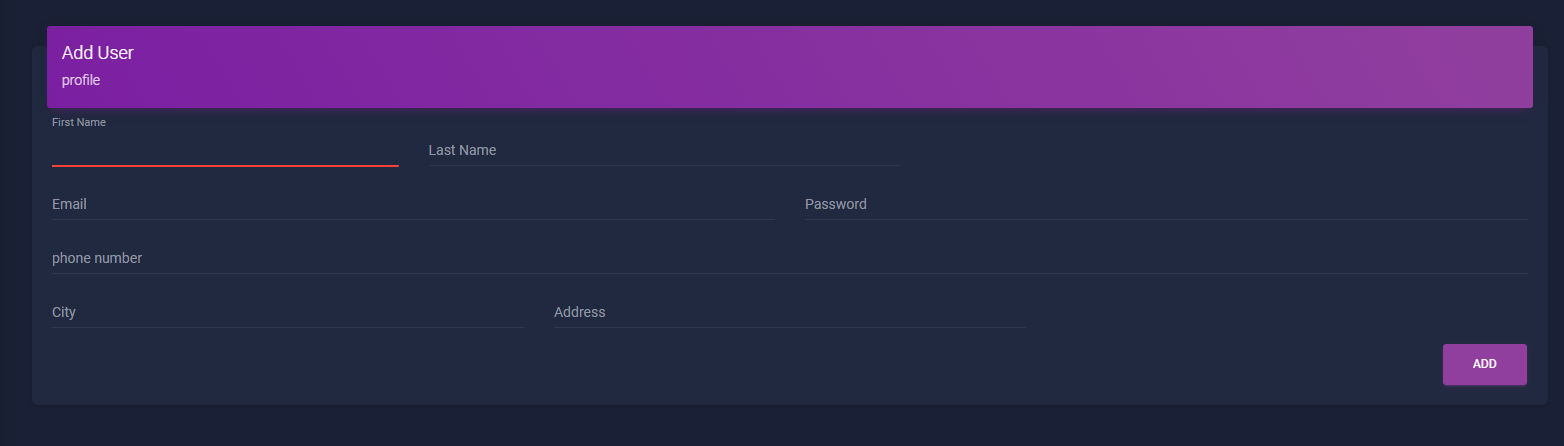 Add User
profile
First Name
Last Name
Email
Password
phone number
City
Address
ADD